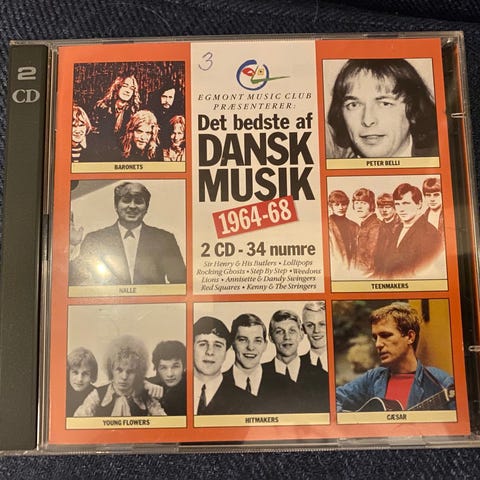 2
CD
3
EGMONT MUSIC CLUB
PRÆSENTERER:
Det bedste af
DANSK
MUSIK
1964-68
2 CD - 34 numre
Sir Henry & His Butlers • Lollipops
Rocking Ghosts • Step By Step • Weedons
Lions • Annisette & Dandy Swingers
Red Squares • Kenny & The Stringers
BARONETS
PETER BELLI
NALLE
TEENMAKERS
YOUNG FLOWERS
HITMAKERS
CÆSAR